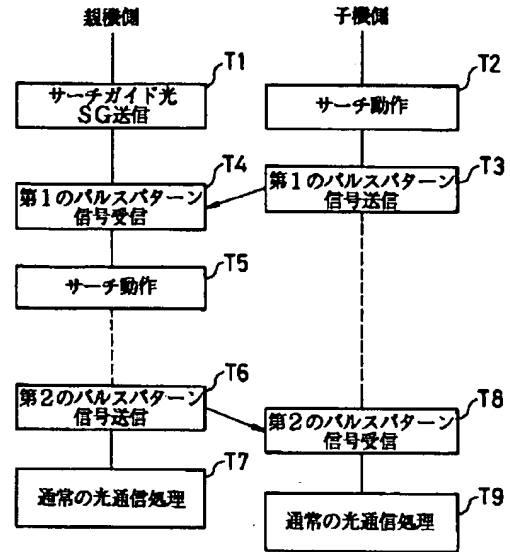 親機側
子機側
T1
サーチガイド光
SG送信
T2
サーチ動作
T3
第1のパルスパターン
信号送信
T4
第1のパルスパターン
信号受信
T5
サーチ動作
T6
第2のパルスパターン
信号送信
T8
第2のパルスパターン
信号受信
T7
通常の光通信処理
T9
通常の光通信処理